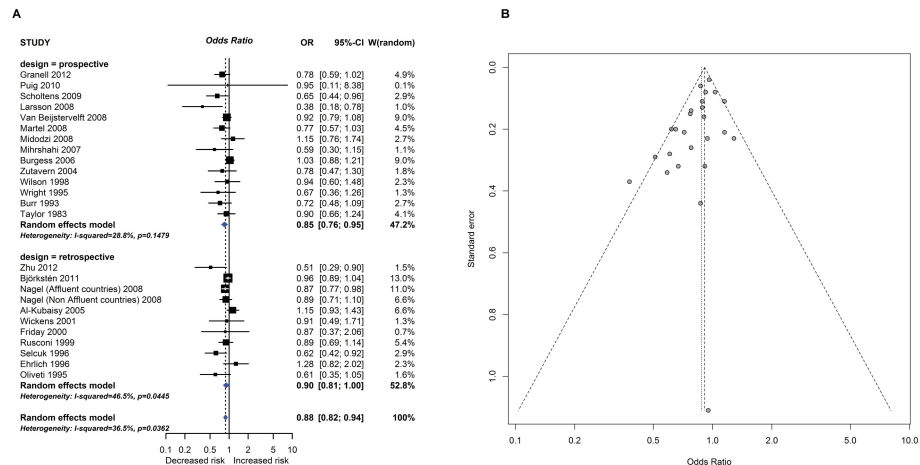 A
STUDY Odds Ratio OR 95%-CI W(random)
design = prospective
Granell 2012 0.78 [0.59; 1.02] 4.9%
Puig 2010 0.95 [0.11; 8.38] 0.1%
Scholtens 2009 0.65 [0.44; 0.96] 2.8%
Larsson 2008 0.38 [0.18; 0.78] 1.0%
Van Beijstervelft 2008 0.92 [0.79; 1.08] 9.0%
Martel 2008 0.77 [0.57; 1.03] 4.5%
Midodzi 2008 1.15 [0.76; 1.74] 2.7%
Mihrshahi 2007 0.59 [0.30; 1.15] 1.1%
Burgess 2006 1.03 [0.88; 1.21] 9.0%
Zutavern 2004 0.78 [0.47; 1.30] 1.8%
Wilson 1998 0.94 [0.60; 1.48] 2.3%
Wright 1995 0.67 [0.36; 1.26] 1.3%
Burr 1993 0.72 [0.48; 1.09] 2.5%
Taylor 1983 0.90 [0.66; 1.24] 4.1%
Random effects model 0.85 [0.76; 0.95] 47.2%
Heterogeneity: I-squared=28.8%, p=0.1479
design = retrospective
Zhu 2012 0.51 [0.29; 0.90] 1.5%
Björkstén 2011 0.96 [0.89; 1.04] 13.0%
Nagel (Affluent countries) 2008 0.87 [0.77; 0.98] 11.0%
Nagel (Non Affluent countries) 2008 0.89 [0.71; 1.10] 6.6%
Al-Kubaisy 2005 1.15 [0.93; 1.43] 6.6%
Wickens 2001 0.91 [0.49; 1.71] 1.3%
Friday 2000 0.87 [0.37; 2.06] 0.7%
Rusconi 1999 0.89 [0.69; 1.14] 5.4%
Selcuk 1996 0.62 [0.42; 0.92] 2.9%
Ehrlich 1996 1.28 [0.82; 2.02] 2.3%
Oliveti 1995 0.61 [0.35; 1.05] 1.6%
Random effects model 0.90 [0.81; 1.00] 52.8%
Heterogeneity: I-squared=46.5%, p=0.0445
Random effects model 0.88 [0.82; 0.94] 100%
Heterogeneity: I-squared=36.5%, p=0.0362
0.1 0.2 0.5 1 2 5 10
Decreased risk Increased risk
B
Standard error
0.0
0.2
0.4
0.6
0.8
1.0
0.1 0.2 0.5 1.0 2.0 5.0 10.0
Odds Ratio